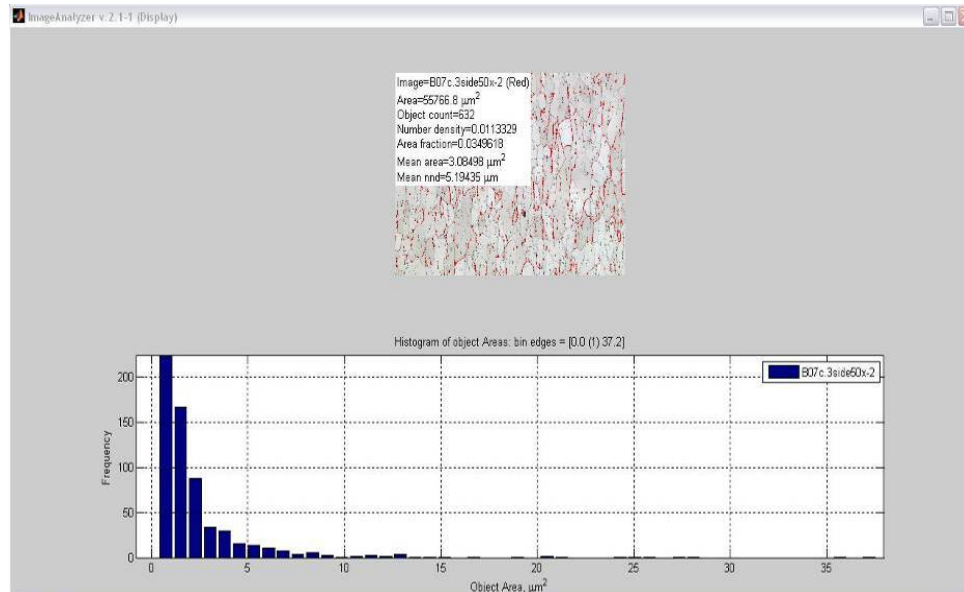 ImageAnalyzer v.2.1-1 (Display)
Image=B07c.3side50x-2 (Red)
Area=55766.8 µm²
Object count=632
Number density=0.0113329
Area fraction=0.0349618
Mean area=3.08498 µm²
Mean nnd=5.19435 µm
Histogram of object Areas: bin edges = [0.0 (1) 37.2]
B07c.3side50x-2
200
150
100
50
0
Frequency
0 5 10 15 20 25 30 35
Object Area, µm²